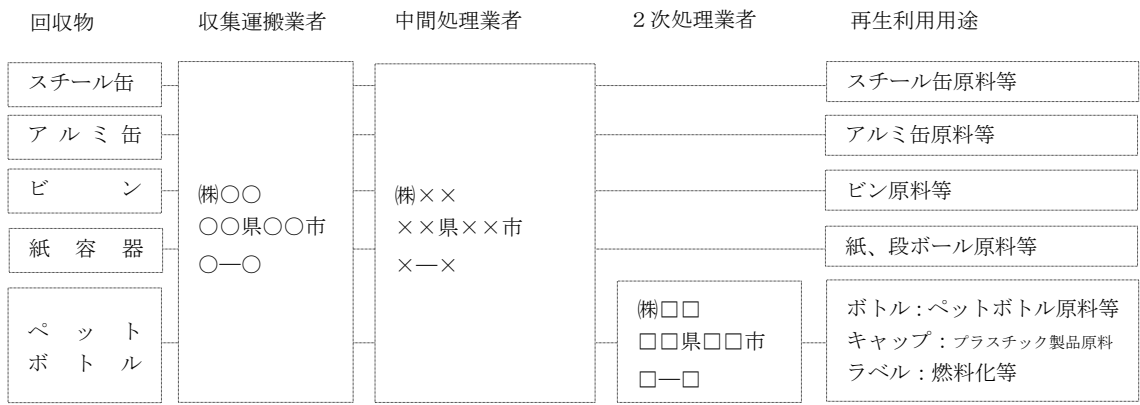 回収物
収集運搬業者
中間処理業者
２次処理業者
再生利用用途
スチール缶
アルミ缶
ビン
紙容器
ペット
ボトル
㈱○○
○○県○○市
○―○
㈱××
××県××市
×―×
㈱□□
□□県□□市
□―□
スチール缶原料等
アルミ缶原料等
ビン原料等
紙、段ボール原料等
ボトル：ペットボトル原料等
キャップ：プラスチック製品原料
ラベル：燃料化等